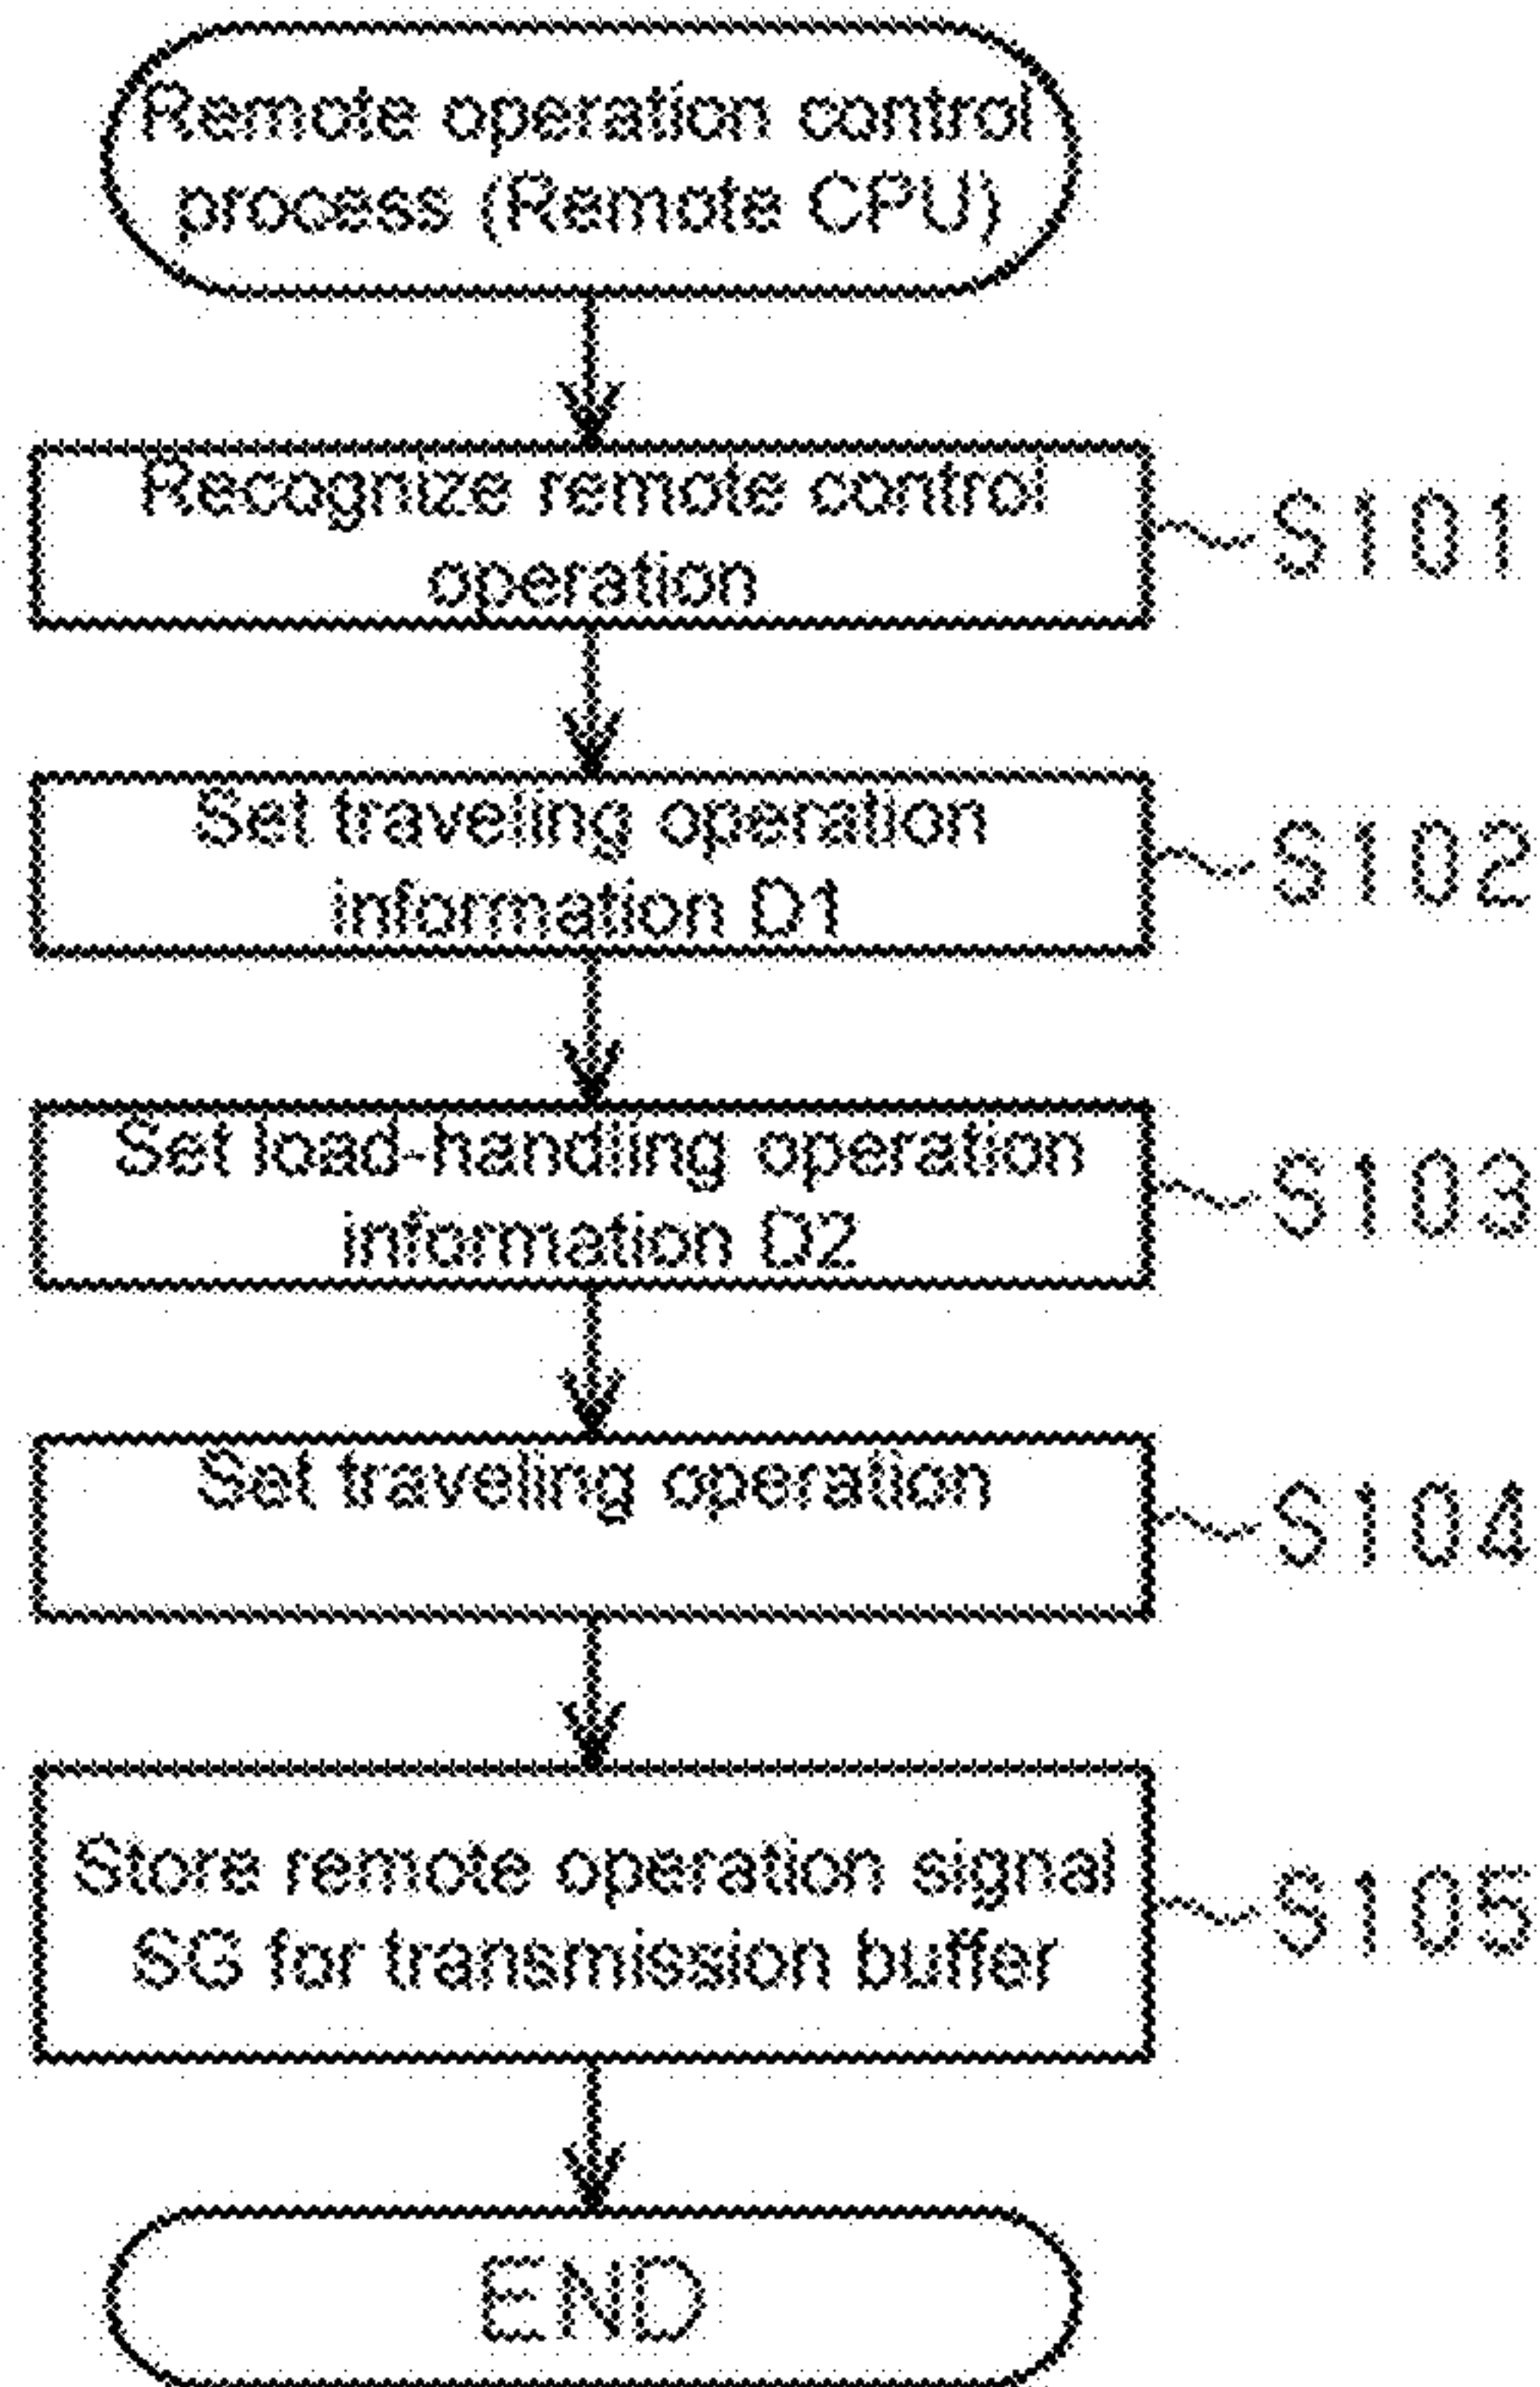 Remote operation control
process (Remote CPU)
Recognize remote control
operation
S101
Set traveling operation
information D1
S102
Set load-handling operation
information D2
S103
Set traveling operation
S104
Store remote operation signal
SG for transmission buffer
S105
END